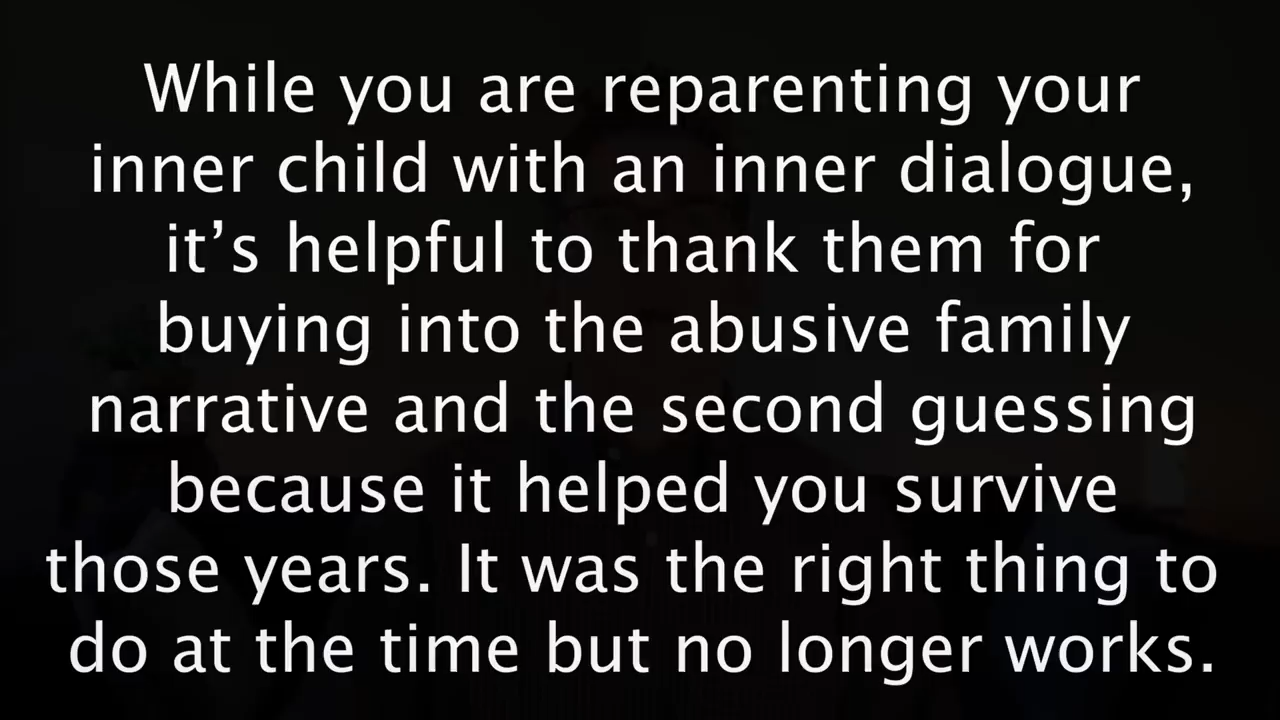 While you are reparenting your
inner child with an inner dialogue,
it’s helpful to thank them for
buying into the abusive family
narrative and the second guessing
because it helped you survive
those years. It was the right thing to
do at the time but no longer works.